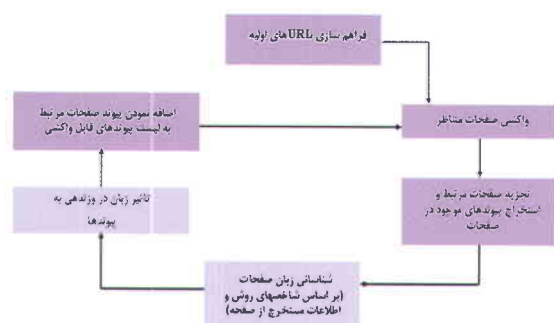 فراهم سازی URLهای اولیه
اضافه نمودن پیوند صفحات مرتبط
به لیست پیوندهای قابل واکشی
واکشی صفحات متناظر
تجزیه صفحات مرتبط و
استخراج پیوندهای موجود در
صفحات
تاثیر زبان در وزندهی به
پیوندها
شناسائی زبان صفحات
(بر اساس شاخصهای روش و
اطلاعات مستخرج از صفحه)